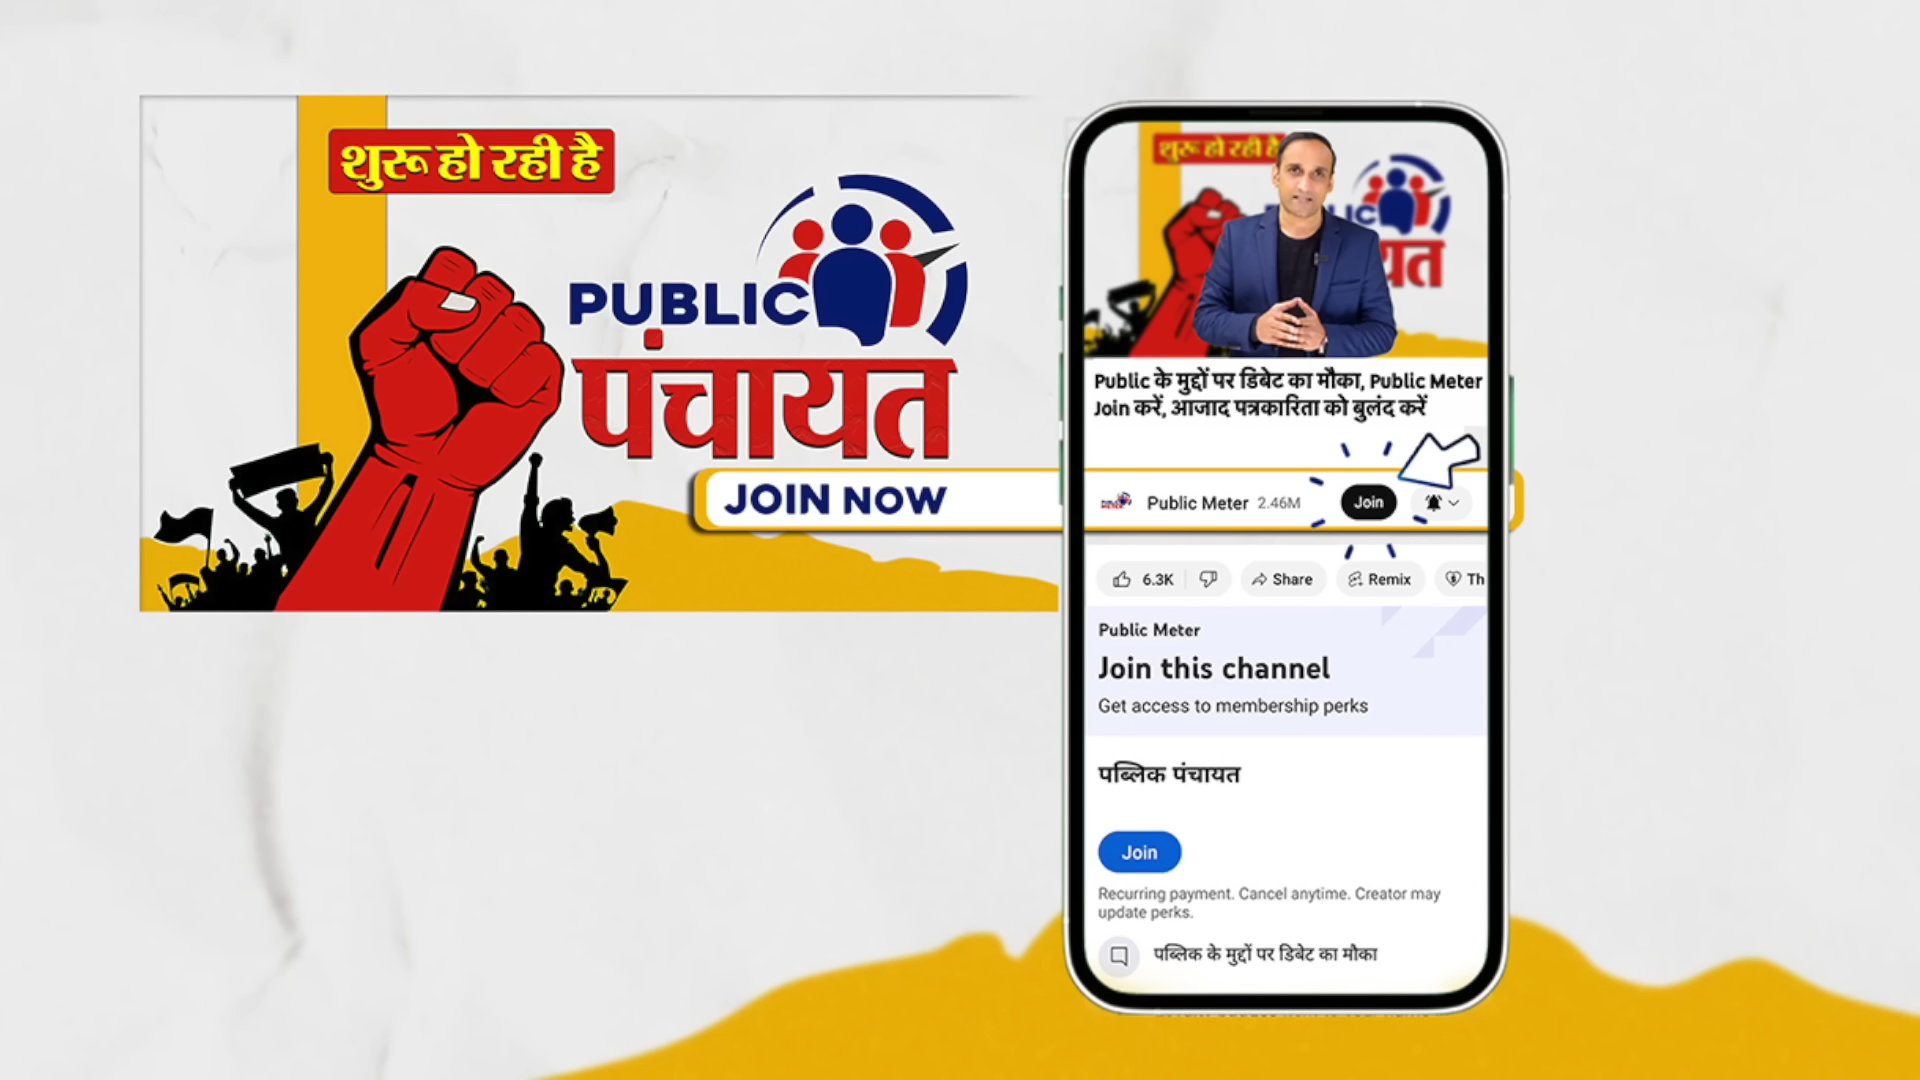 शुरू हो रही है
PUBLIC
पंचायत
JOIN NOW
शुरू हो रही है
Public के मुद्दों पर डिबेट का मौका, Public Meter
Join करें, आजाद पत्रकारिता को बुलंद करें
Public Meter 2.46M Join
6.3K Share Remix Th
Public Meter
Join this channel
Get access to membership perks
पब्लिक पंचायत
Join
Recurring payment. Cancel anytime. Creator may
update perks.
पब्लिक के मुद्दों पर डिबेट का मौका